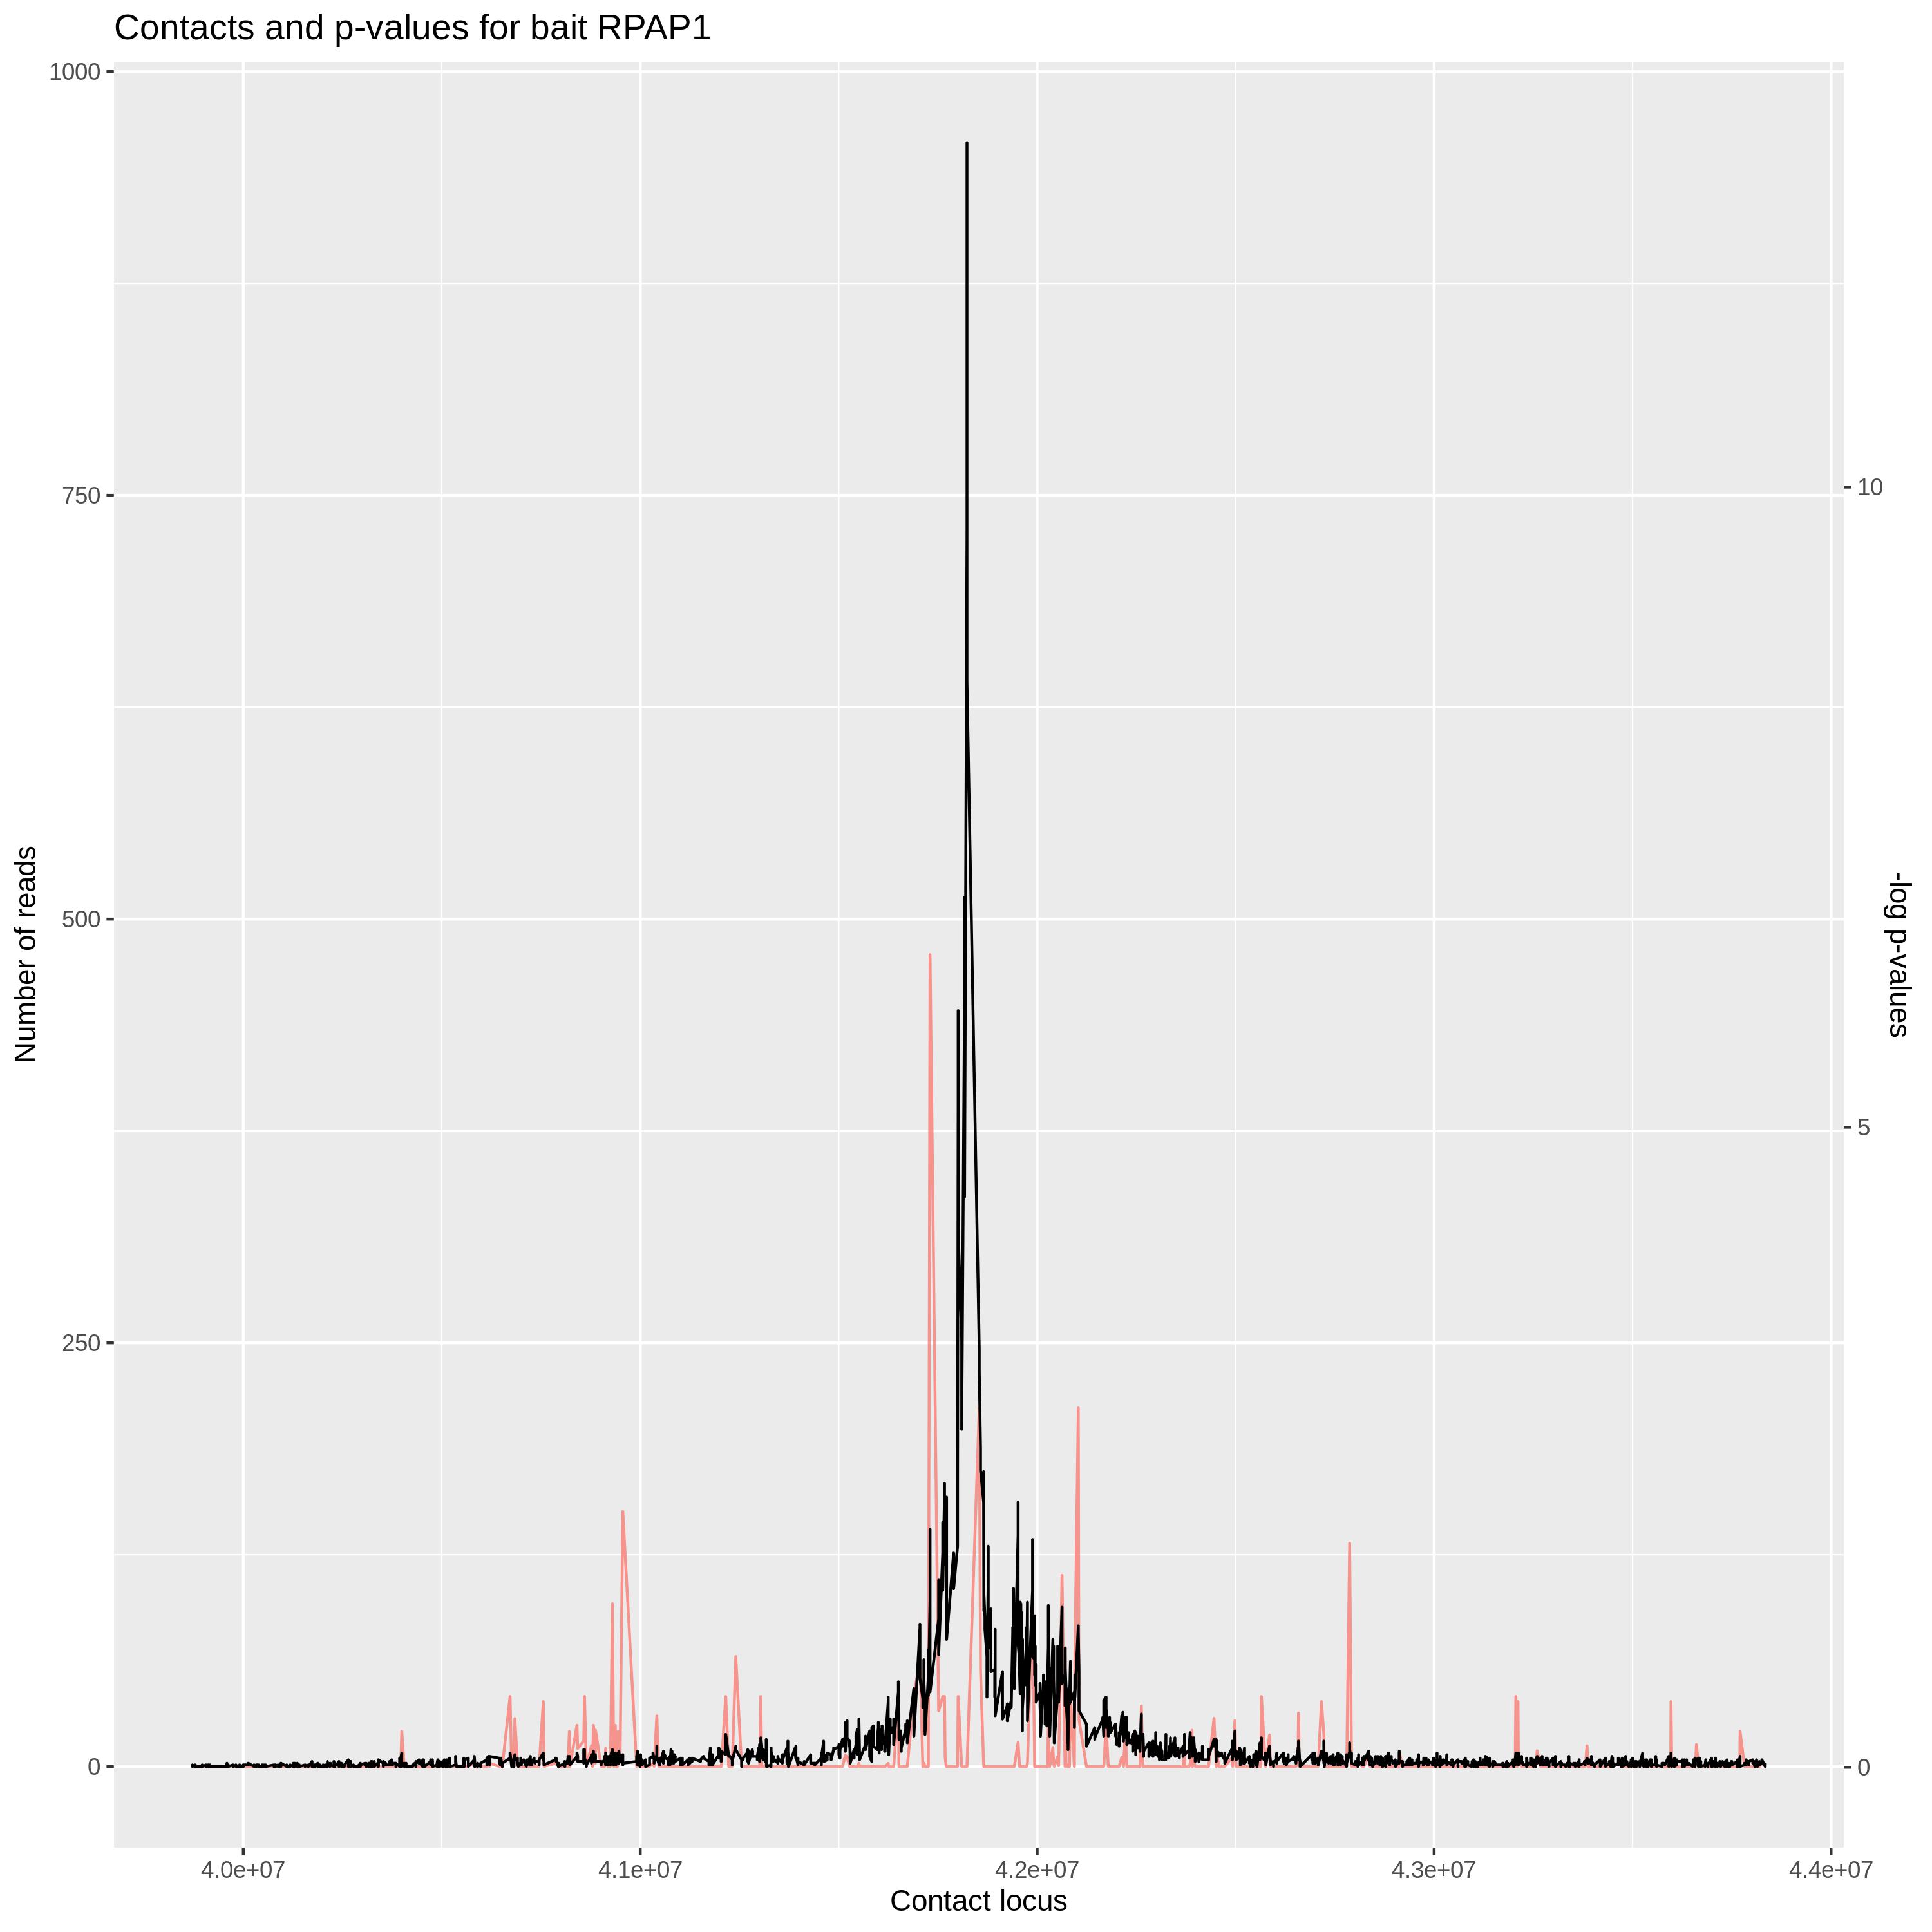 Contacts and p-values for bait RPAP1
1000
750
500
250
0
Number of reads
10
5
0
-log p-values
4.0e+07
4.1e+07
4.2e+07
4.3e+07
4.4e+07
Contact locus